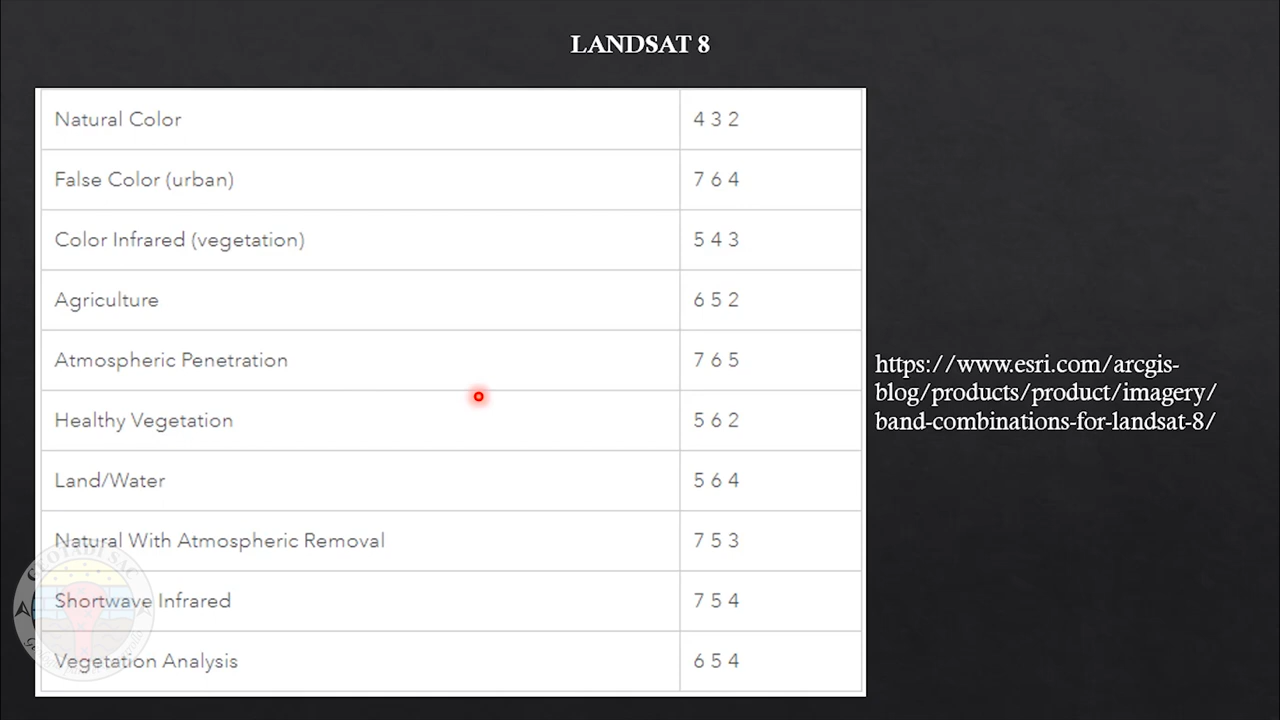 LANDSAT 8
Natural Color 4 3 2
False Color (urban) 7 6 4
Color Infrared (vegetation) 5 4 3
Agriculture 6 5 2
Atmospheric Penetration 7 6 5
Healthy Vegetation 5 6 2
Land/Water 5 6 4
Natural With Atmospheric Removal 7 5 3
Shortwave Infrared 7 5 4
Vegetation Analysis 6 5 4
https://www.esri.com/arcgis-
blog/products/product/imagery/
band-combinations-for-landsat-8/
GEOTADI SAC